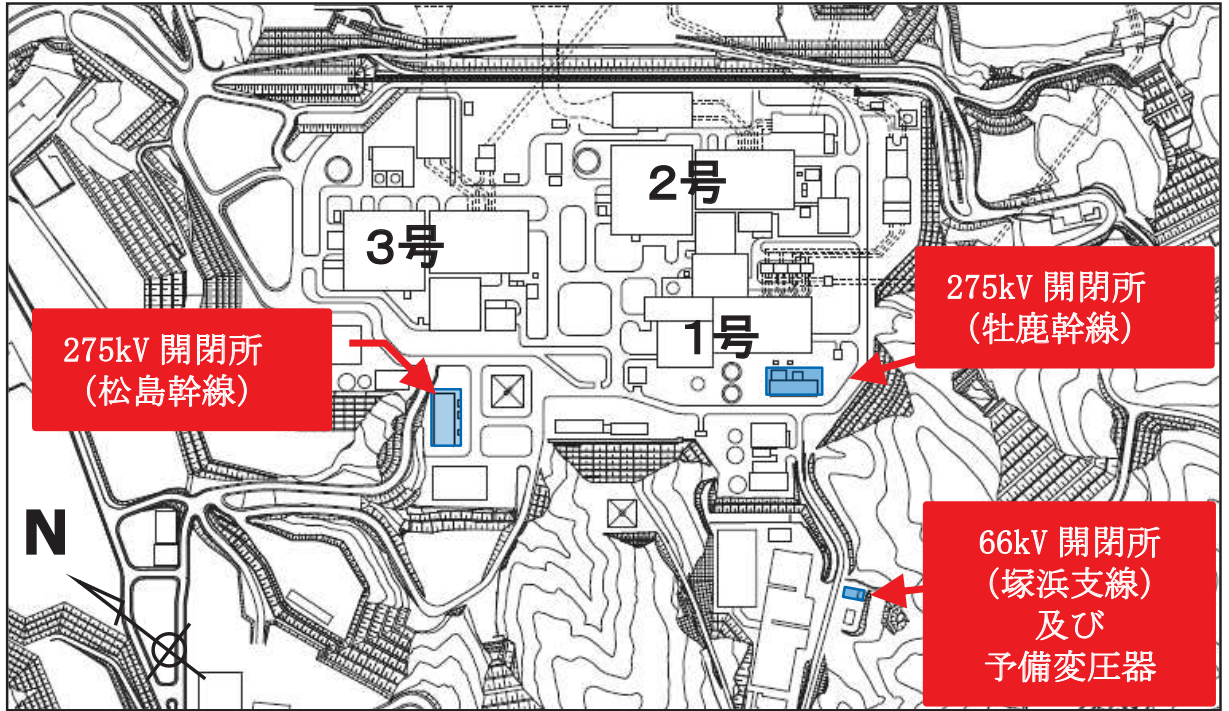 2号
3号
1号
275kV 開閉所
(牡鹿幹線)
275kV 開閉所
(松島幹線)
N
66kV 開閉所
(塚浜支線)
及び
予備変圧器